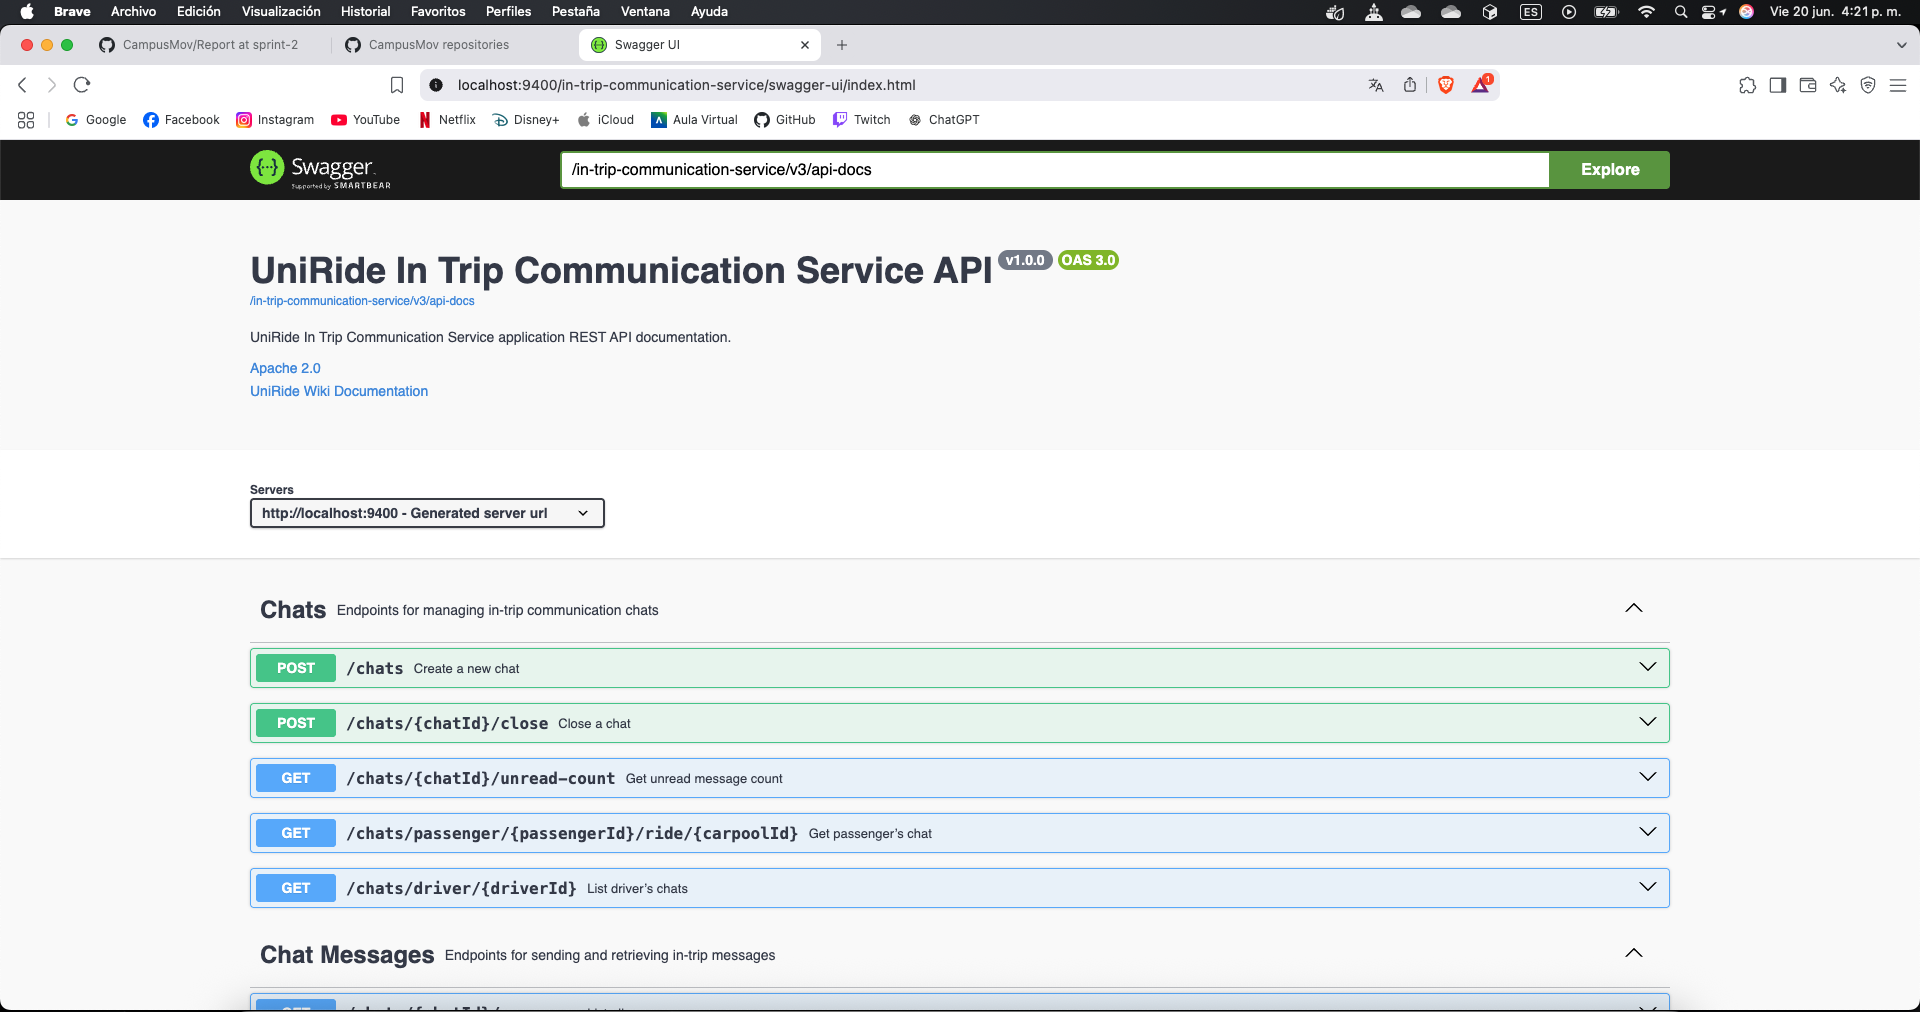 Brave Archivo Edición Visualización Historial Favoritos Perfiles Pestaña Ventana Ayuda ES Vie 20 jun. 4:21 p. m.
CampusMov/Report at sprint-2 CampusMov repositories Swagger UI
localhost:9400/in-trip-communication-service/swagger-ui/index.html 1
Google Facebook Instagram YouTube Netflix Disney+ iCloud Aula Virtual GitHub Twitch ChatGPT
Swagger
Supported by SMARTBEAR
/in-trip-communication-service/v3/api-docs Explore
UniRide In Trip Communication Service API v1.0.0 OAS 3.0
/in-trip-communication-service/v3/api-docs
UniRide In Trip Communication Service application REST API documentation.
Apache 2.0
UniRide Wiki Documentation
Servers
http://localhost:9400 - Generated server url
Chats Endpoints for managing in-trip communication chats
POST /chats Create a new chat
POST /chats/{chatId}/close Close a chat
GET /chats/{chatId}/unread-count Get unread message count
GET /chats/passenger/{passengerId}/ride/{carpoolId} Get passenger's chat
GET /chats/driver/{driverId} List driver's chats
Chat Messages Endpoints for sending and retrieving in-trip messages